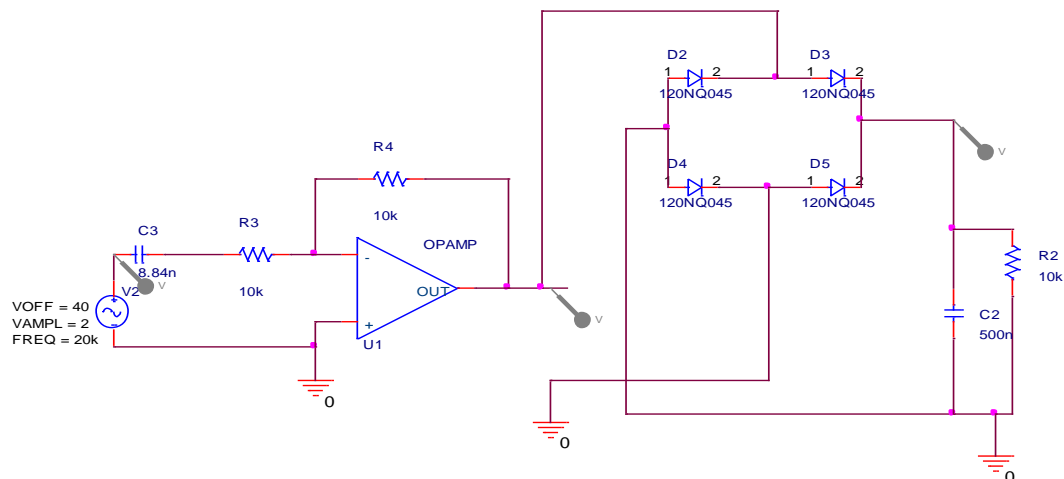 D2
D3
1
2
1
2
120NQ045
120NQ045
R4
D4
D5
1
2
1
2
120NQ045
120NQ045
V
10k
C3
R3
OPAMP
8.84n
10k
-
OUT
+
U1
V
V2
VOFF = 40
VAMPL = 2
FREQ = 20k
V
R2
10k
C2
500n
0
0
0